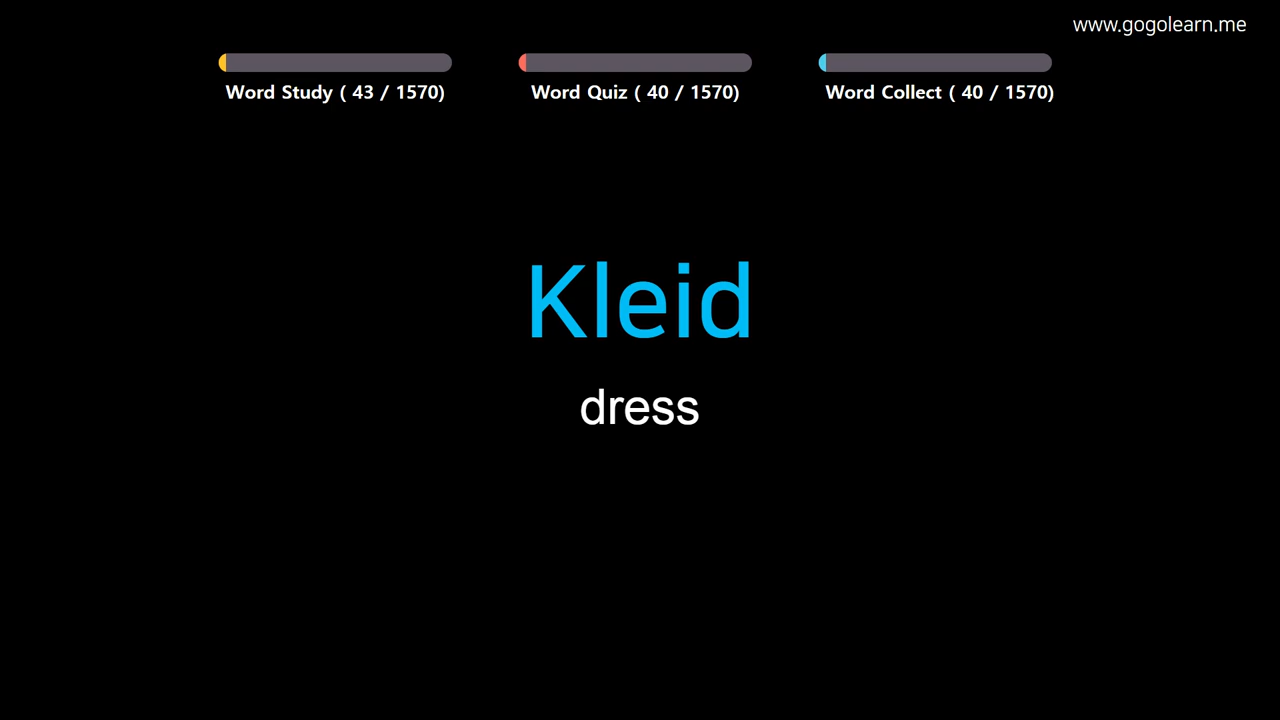 www.gogolearn.me
Word Study ( 43 / 1570)
Word Quiz ( 40 / 1570)
Word Collect ( 40 / 1570)
Kleid
dress